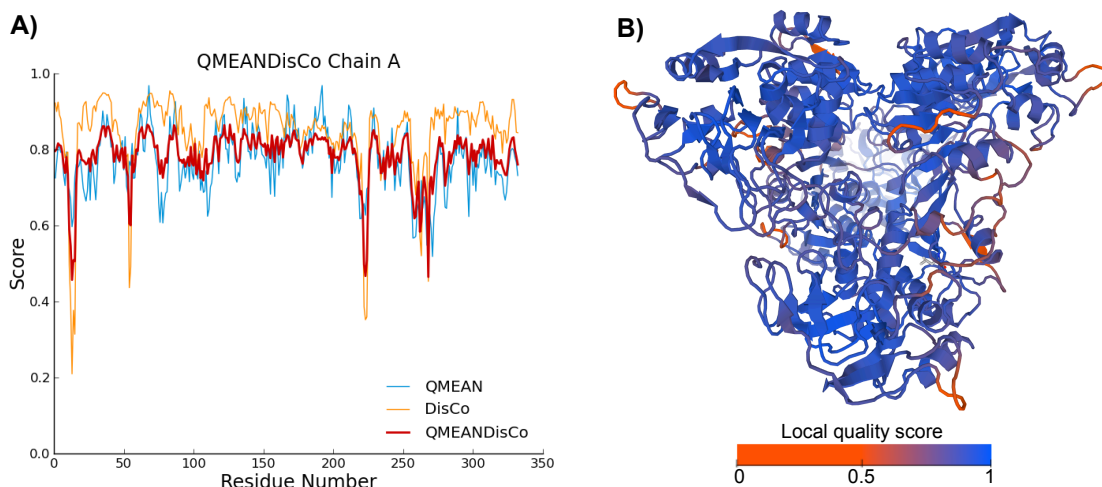 A)
QMEANDisCo Chain A
1.0
0.8
0.6
0.4
0.2
0.0
Score
0 50 100 150 200 250 300 350
Residue Number
QMEAN
DisCo
QMEANDisCo
B)
Local quality score
0 0.5 1